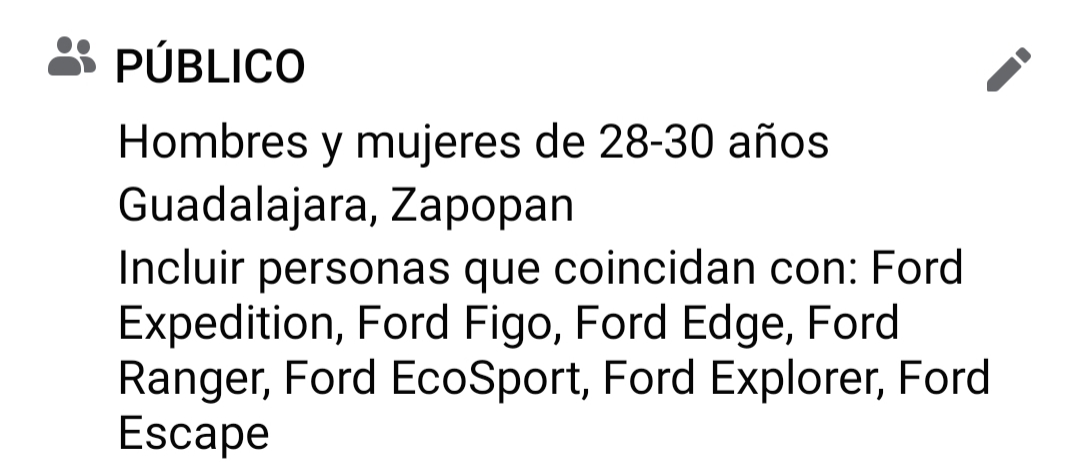 PÚBLICO
Hombres y mujeres de 28-30 años
Guadalajara, Zapopan
Incluir personas que coincidan con: Ford
Expedition, Ford Figo, Ford Edge, Ford
Ranger, Ford EcoSport, Ford Explorer, Ford
Escape